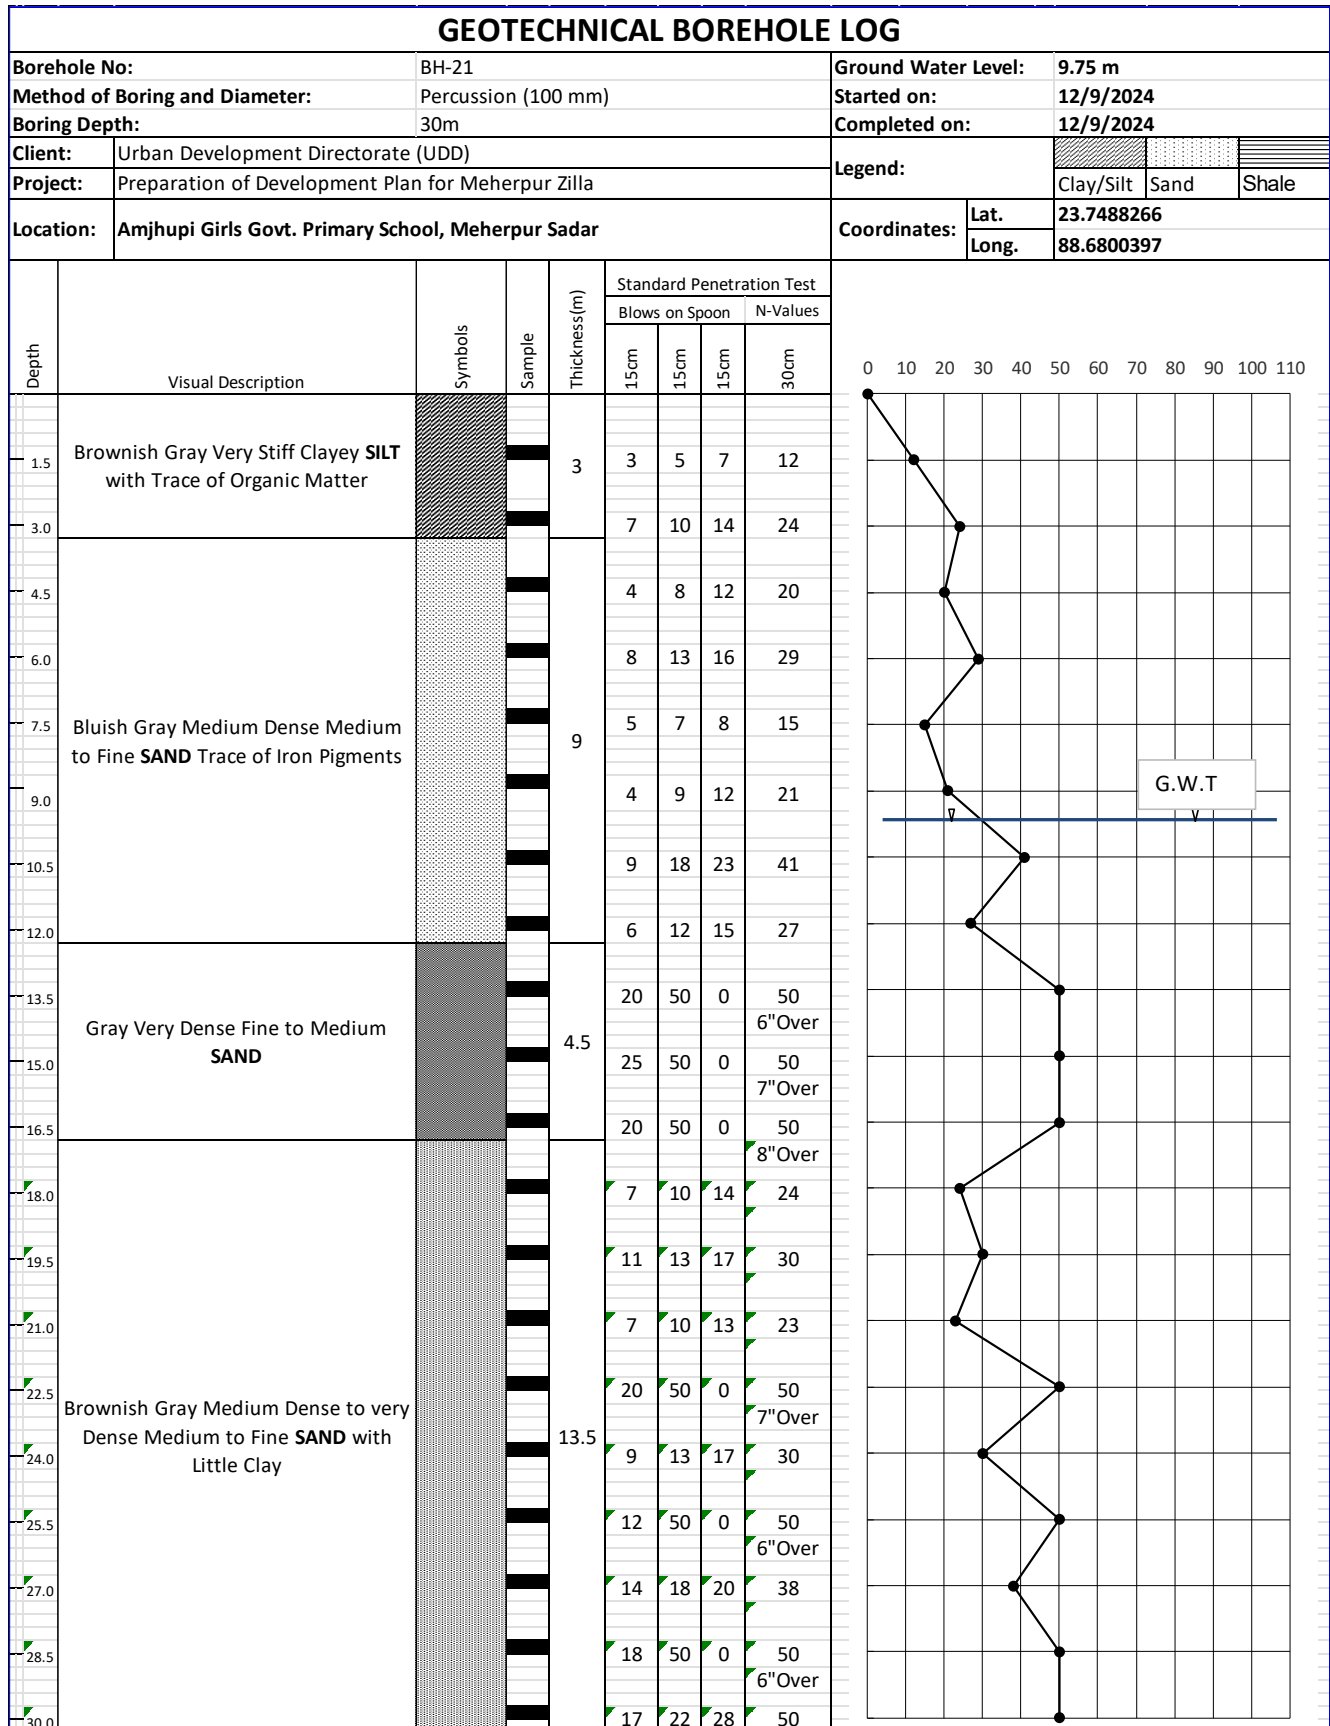 GEOTECHNICAL BOREHOLE LOG
Borehole No: BH-21 Ground Water Level: 9.75 m
Method of Boring and Diameter: Percussion (100 mm) Started on: 12/9/2024
Boring Depth: 30m Completed on: 12/9/2024
Client: Urban Development Directorate (UDD) Legend:
Project: Preparation of Development Plan for Meherpur Zilla Clay/Silt Sand Shale
Location: Amjhupi Girls Govt. Primary School, Meherpur Sadar Coordinates: Lat. 23.7488266
Long. 88.6800397
Standard Penetration Test
Blows on Spoon N-Values
Depth Visual Description Symbols Sample Thickness(m) 15cm 15cm 15cm 30cm
0 10 20 30 40 50 60 70 80 90 100 110
Brownish Gray Very Stiff Clayey SILT
with Trace of Organic Matter
3
1.5 3 5 7 12
3.0 7 10 14 24
4.5 4 8 12 20
6.0 8 13 16 29
Bluish Gray Medium Dense Medium
to Fine SAND Trace of Iron Pigments
9
7.5 5 7 8 15
G.W.T
9.0 4 9 12 21
10.5 9 18 23 41
12.0 6 12 15 27
13.5 20 50 0 50
6"Over
Gray Very Dense Fine to Medium
SAND
4.5
15.0 25 50 0 50
7"Over
16.5 20 50 0 50
8"Over
18.0 7 10 14 24
19.5 11 13 17 30
21.0 7 10 13 23
22.5 20 50 0 50
7"Over
Brownish Gray Medium Dense to very
Dense Medium to Fine SAND with
Little Clay
13.5
24.0 9 13 17 30
25.5 12 50 0 50
6"Over
27.0 14 18 20 38
28.5 18 50 0 50
6"Over
30.0 17 22 28 50